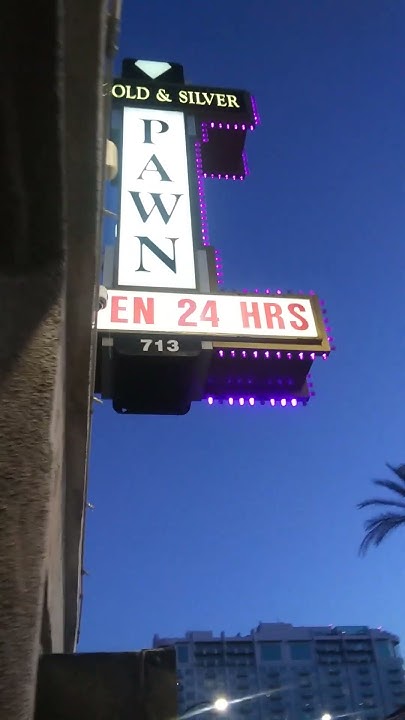 OLD & SILVER
PAWN
EN 24 HRS
713